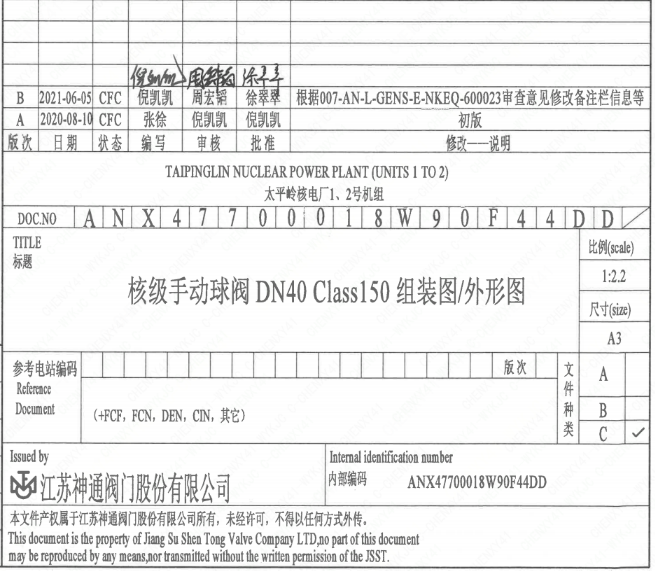 倪凯凯 周宏韬 徐翠翠
B 2021-06-05 CFC 倪凯凯 周宏韬 徐翠翠 根据007-AN-L-GENS-E-NKEQ-600023审查意见修改备注栏信息等
A 2020-08-10 CFC 张徐 倪凯凯 倪凯凯 初版
版次 日期 状态 编写 审核 批准 修改——说明
TAIPINGLIN NUCLEAR POWER PLANT (UNITS 1 TO 2)
太平岭核电厂1、2号机组
DOC.NO A N X 4 7 7 0 0 0 1 8 W 9 0 F 4 4 D D
TITLE
标题
核级手动球阀 DN40 Class150 组装图/外形图
比例(scale)
1:2.2
尺寸(size)
A3
参考电站编码
Reference
Document
版次
(+FCF, FCN, DEN, CIN, 其它)
文件种类
A
B
C ✓
Issued by
江苏神通阀门股份有限公司
Internal identification number
内部编码 ANX47700018W90F44DD
本文件产权属于江苏神通阀门股份有限公司所有，未经许可，不得以任何方式外传。
This document is the property of Jiang Su Shen Tong Valve Company LTD,no part of this document
may be reproduced by any means,nor transmitted without the written permission of the JSST.